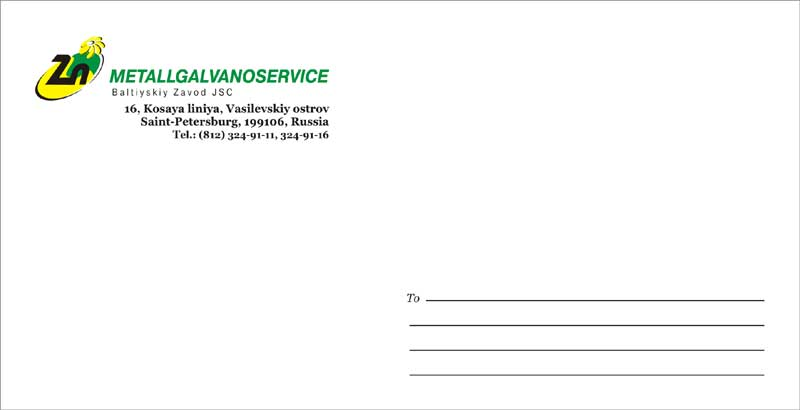 Zn
METALLGALVANOSERVICE
Baltiyskiy Zavod JSC
16, Kosaya liniya, Vasilevskiy ostrov
Saint-Petersburg, 199106, Russia
Tel.: (812) 324-91-11, 324-91-16
To